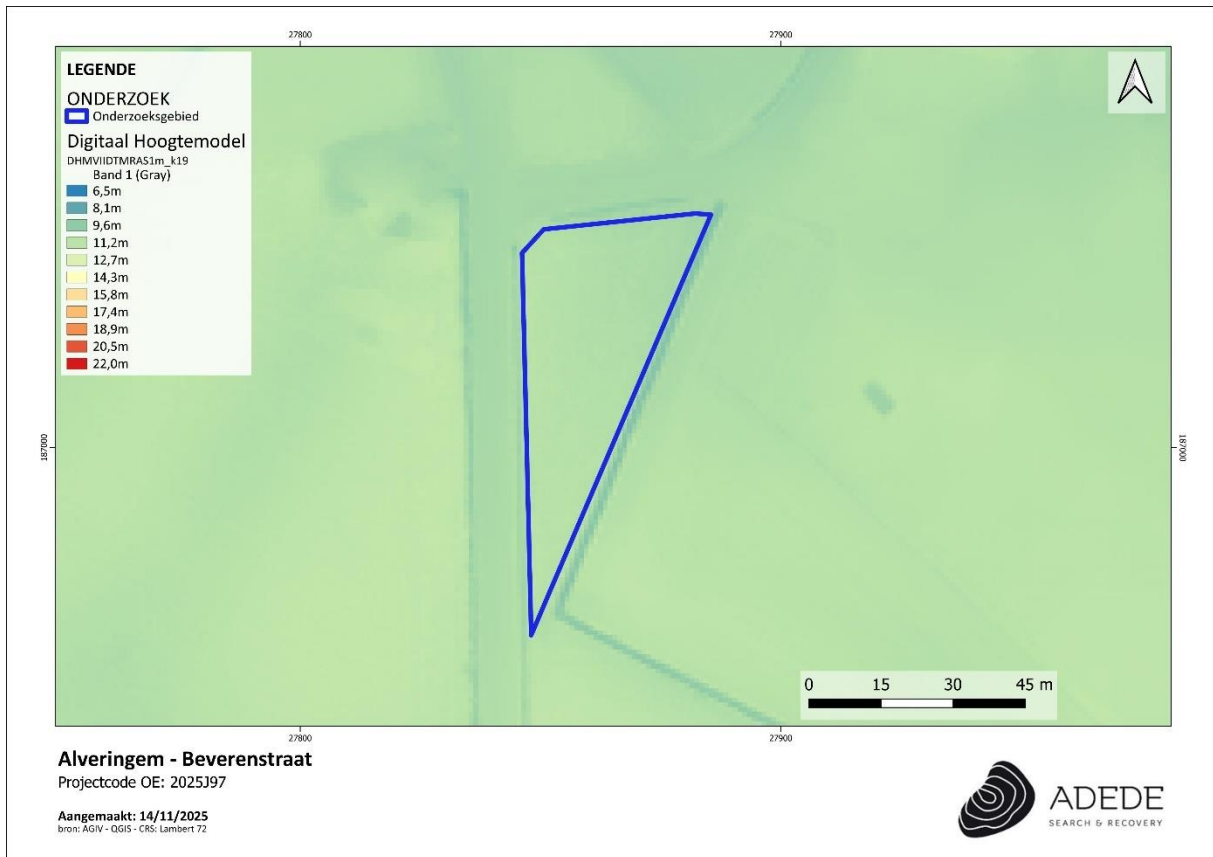 27800
27900
LEGENDE
ONDERZOEK
Onderzoeksgebied
Digitaal Hoogtemodel
DHMVIIDTMRAS1m_k19
Band 1 (Gray)
6,5m
8,1m
9,6m
11,2m
12,7m
14,3m
15,8m
17,4m
18,9m
20,5m
22,0m
187000
187000
0 15 30 45 m
27800
27900
Alveringem - Beverenstraat
Projectcode OE: 2025J97
Aangemaakt: 14/11/2025
bron: AGIV - QGIS - CRS: Lambert 72
ADEDE
SEARCH & RECOVERY